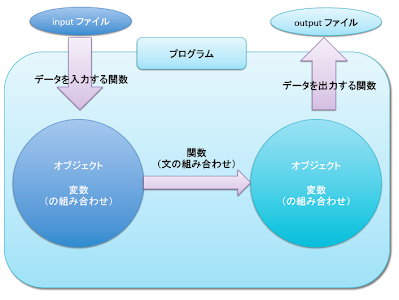 input ファイル
output ファイル
プログラム
データを入力する関数
データを出力する関数
オブジェクト
変数
(の組み合わせ)
関数
(文の組み合わせ)
オブジェクト
変数
(の組み合わせ)